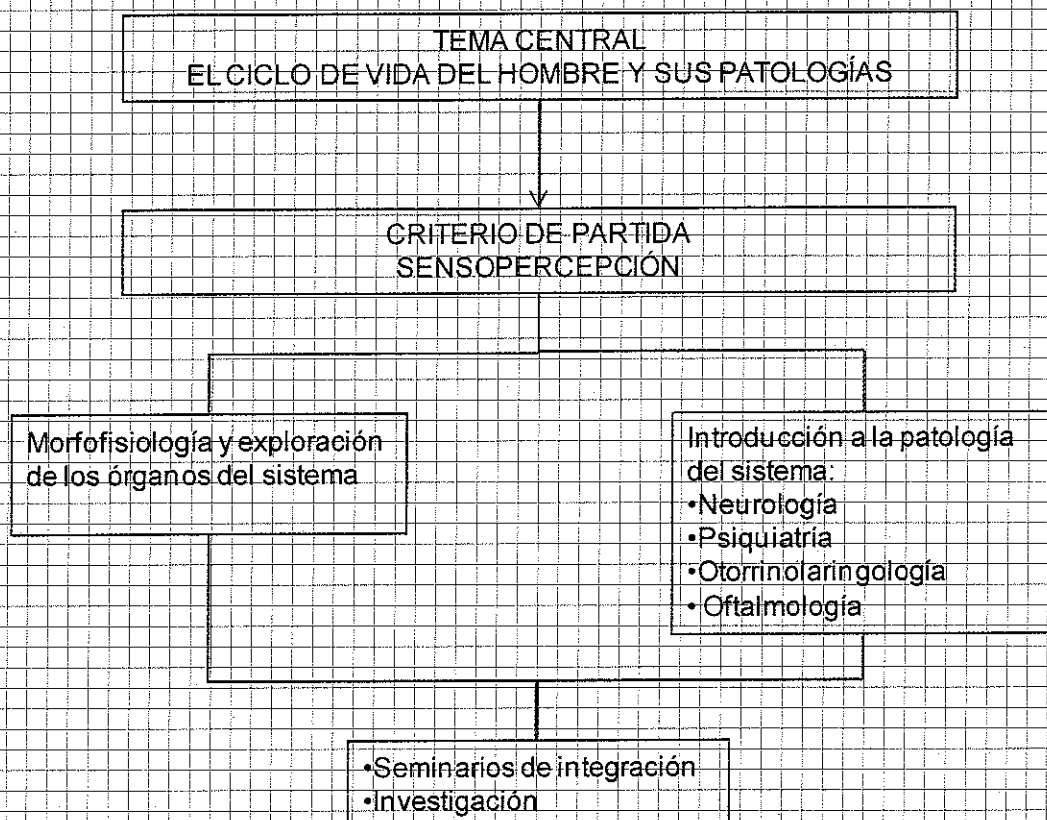 TEMA CENTRAL
EL CICLO DE VIDA DEL HOMBRE Y SUS PATOLOGÍAS
CRITERIO DE PARTIDA
SENSOPERCEPCIÓN
Morfofisiología y exploración
de los órganos del sistema
Introducción a la patología
del sistema:
•Neurología
•Psiquiatría
•Otorrinolaringología
• Oftalmología
•Seminarios de integración
•Investigación